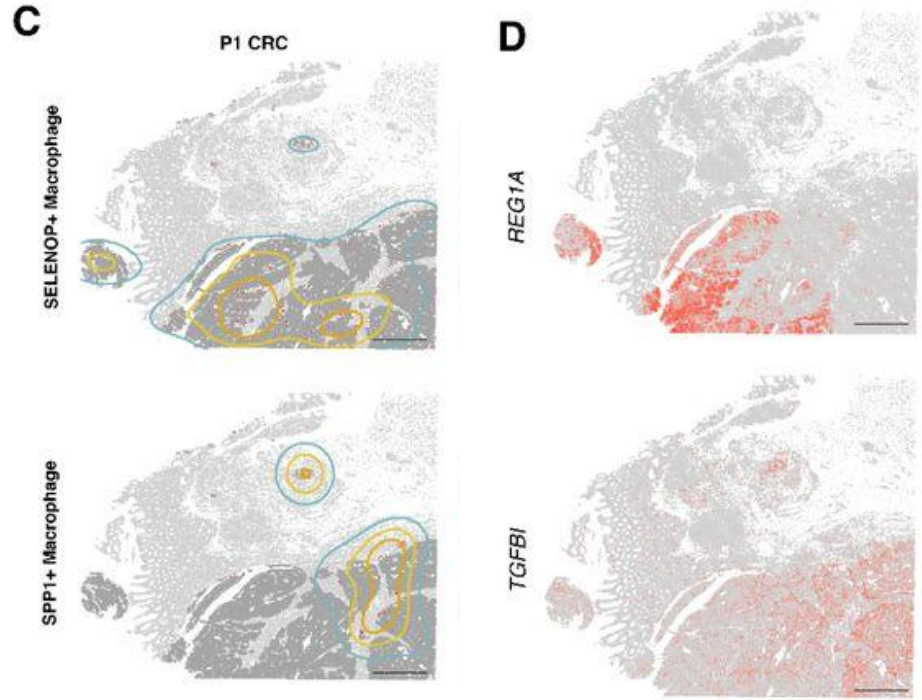 C
P1 CRC
SELENOP+ Macrophage
SPP1+ Macrophage
D
REG1A
TGFBI